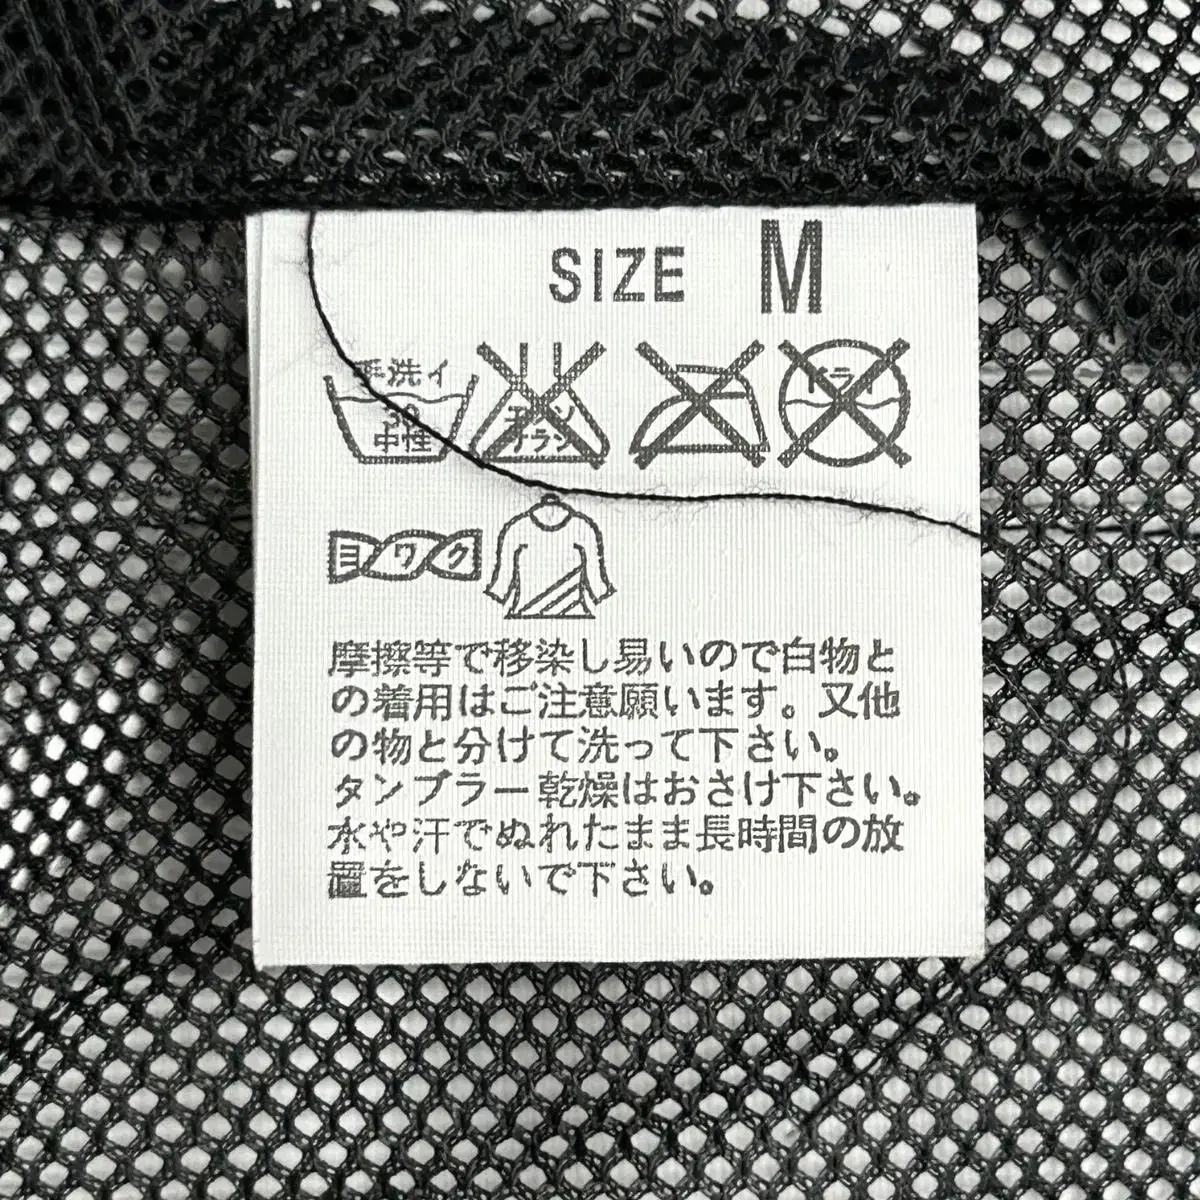 SIZE M
手洗イ
30
中性
エンソ
サラシ
ドライ
ヨワク
摩擦等で移染し易いので白物と
の着用はご注意願います。又他
の物と分けて洗って下さい。
タンブラー乾燥はおさけ下さい。
水や汗でぬれたまま長時間の放
置をしないで下さい。